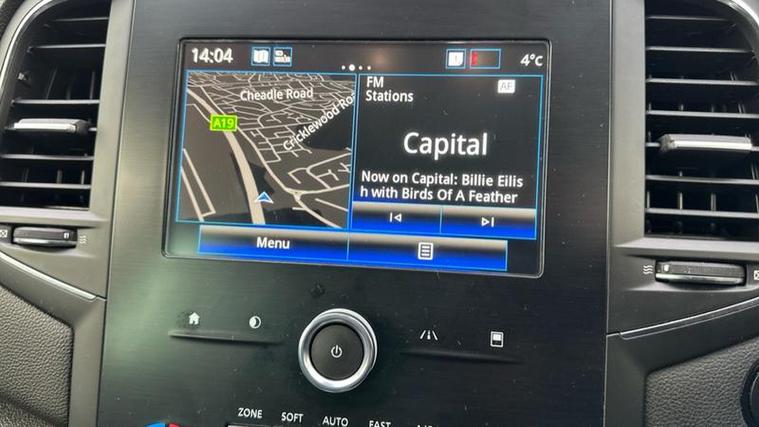 14:04
4°C
Cheadle Road
A19
Cricklewood Roa
FM
Stations
AF
Capital
Now on Capital: Billie Eilis
h with Birds Of A Feather
Menu
ZONE SOFT AUTO FAST